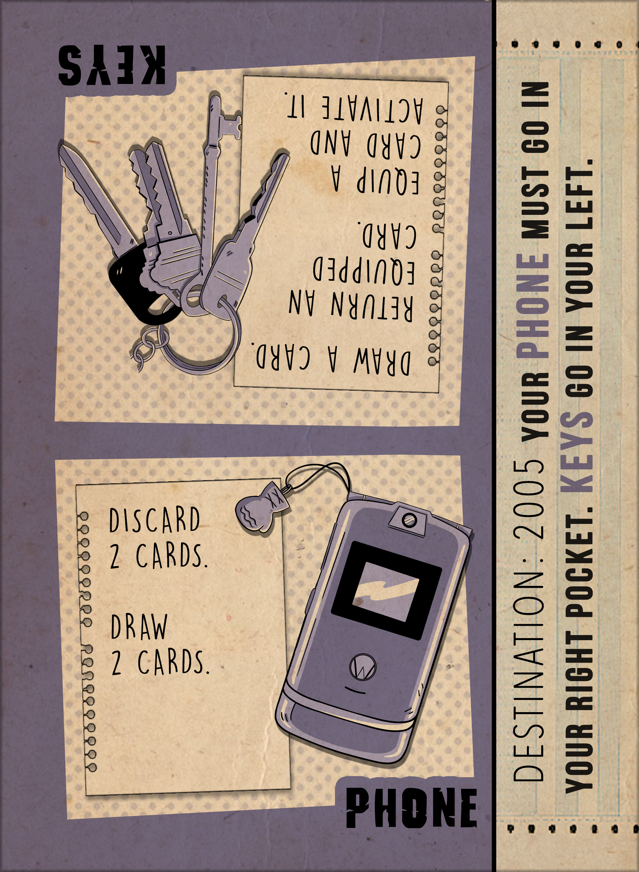 KEYS
DRAW A CARD.
RETURN AN
EQUIPPED
CARD.
EQUIP A
CARD AND
ACTIVATE IT.
DISCARD
2 CARDS.
DRAW
2 CARDS.
PHONE
DESTINATION: 2005 YOUR PHONE MUST GO IN
YOUR RIGHT POCKET. KEYS GO IN YOUR LEFT.